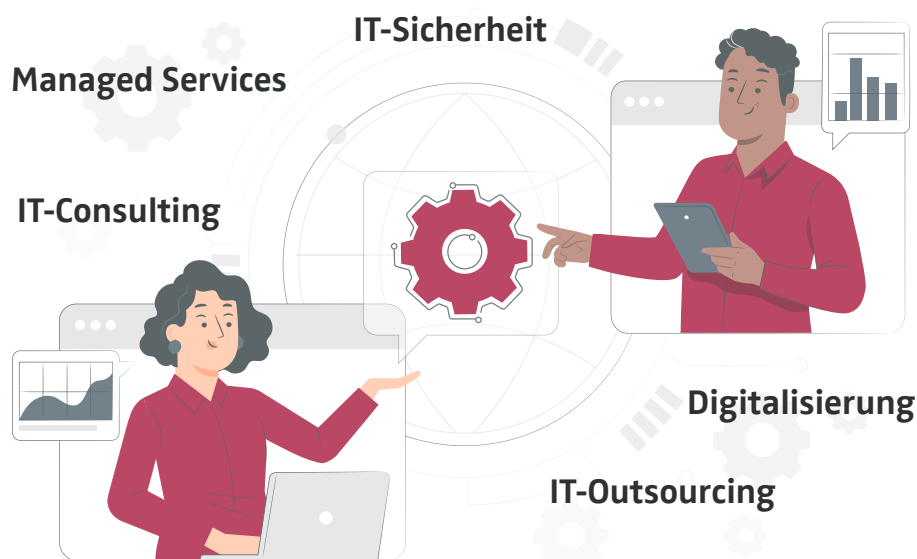 IT-Sicherheit
Managed Services
IT-Consulting
Digitalisierung
IT-Outsourcing